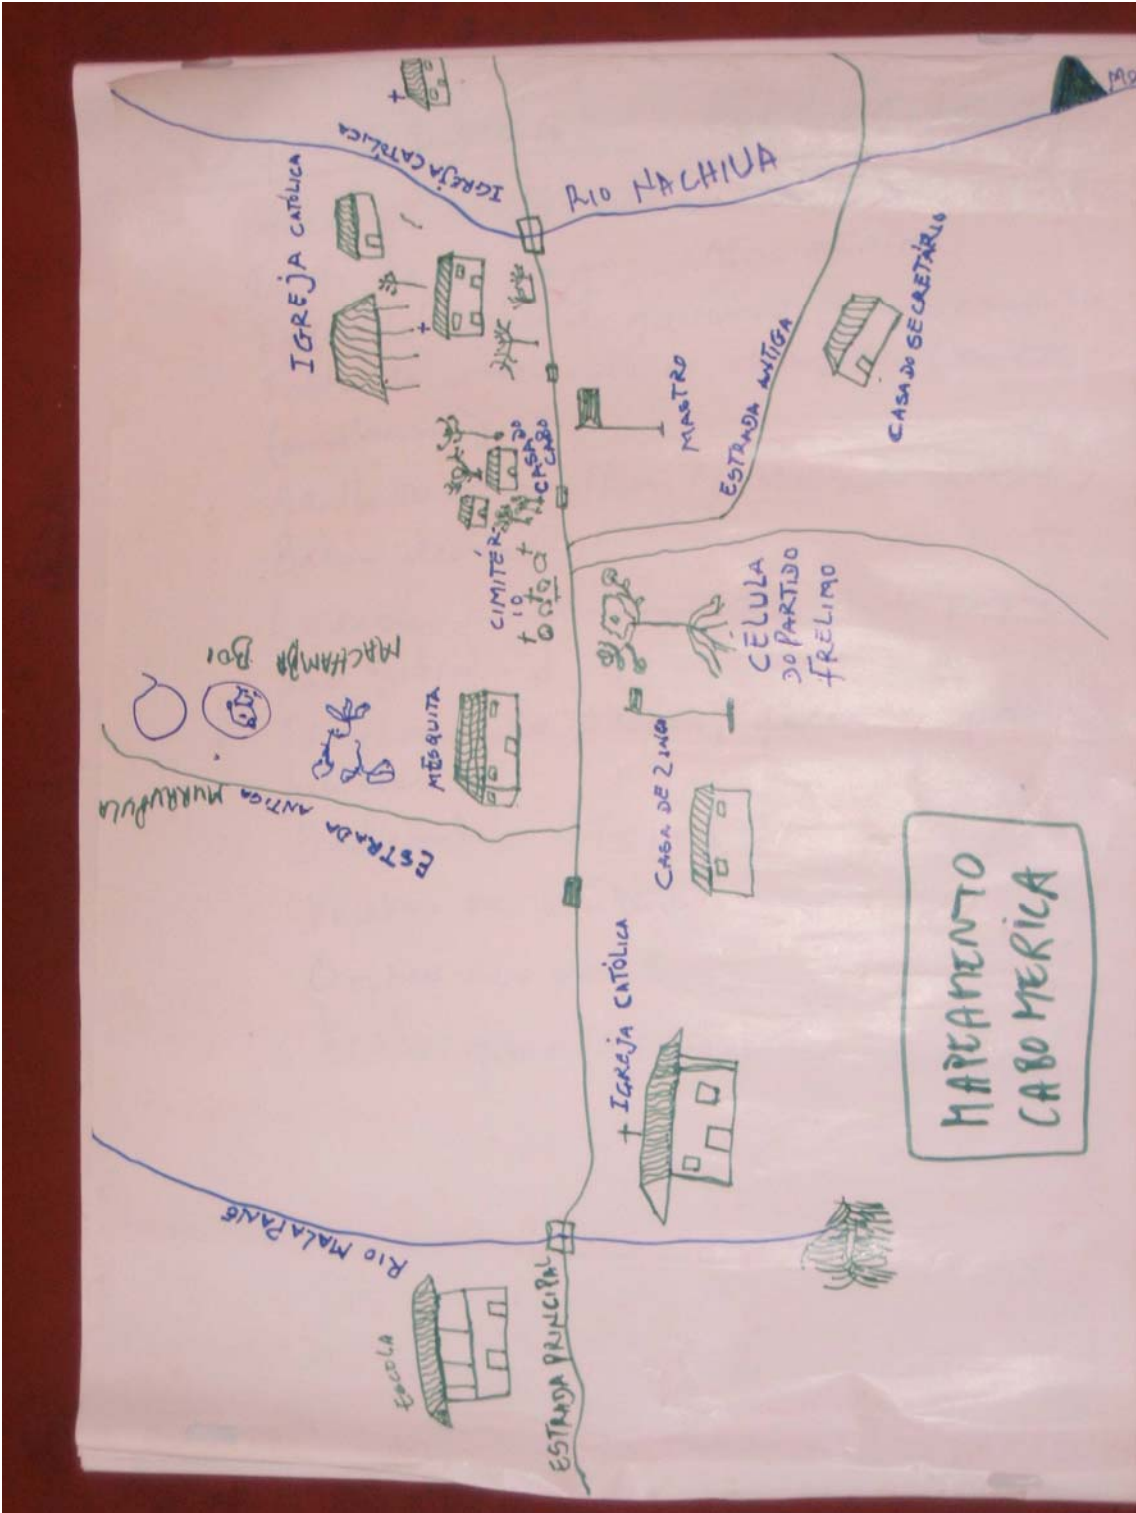 IGREJA CATÓLICA
IGREJA CATÓLICA
RIO NACHIUA
CASA DO SECRETÁRIO
ESTRADA ANTIGA
MASTRO
CASA DO
CABO
CIMITÉR-
IO
CÉLULA
DO PARTIDO
FRELIMO
MACHAMBA
BOI
MESQUITA
ESTRADA ANTIGA MURRUPULA
CASA DE ZINCO
IGREJA CATÓLICA
MAPEAMENTO
CABO MERICA
RIO MALAPANE
ESCOLA
ESTRADA PRINCIPAL